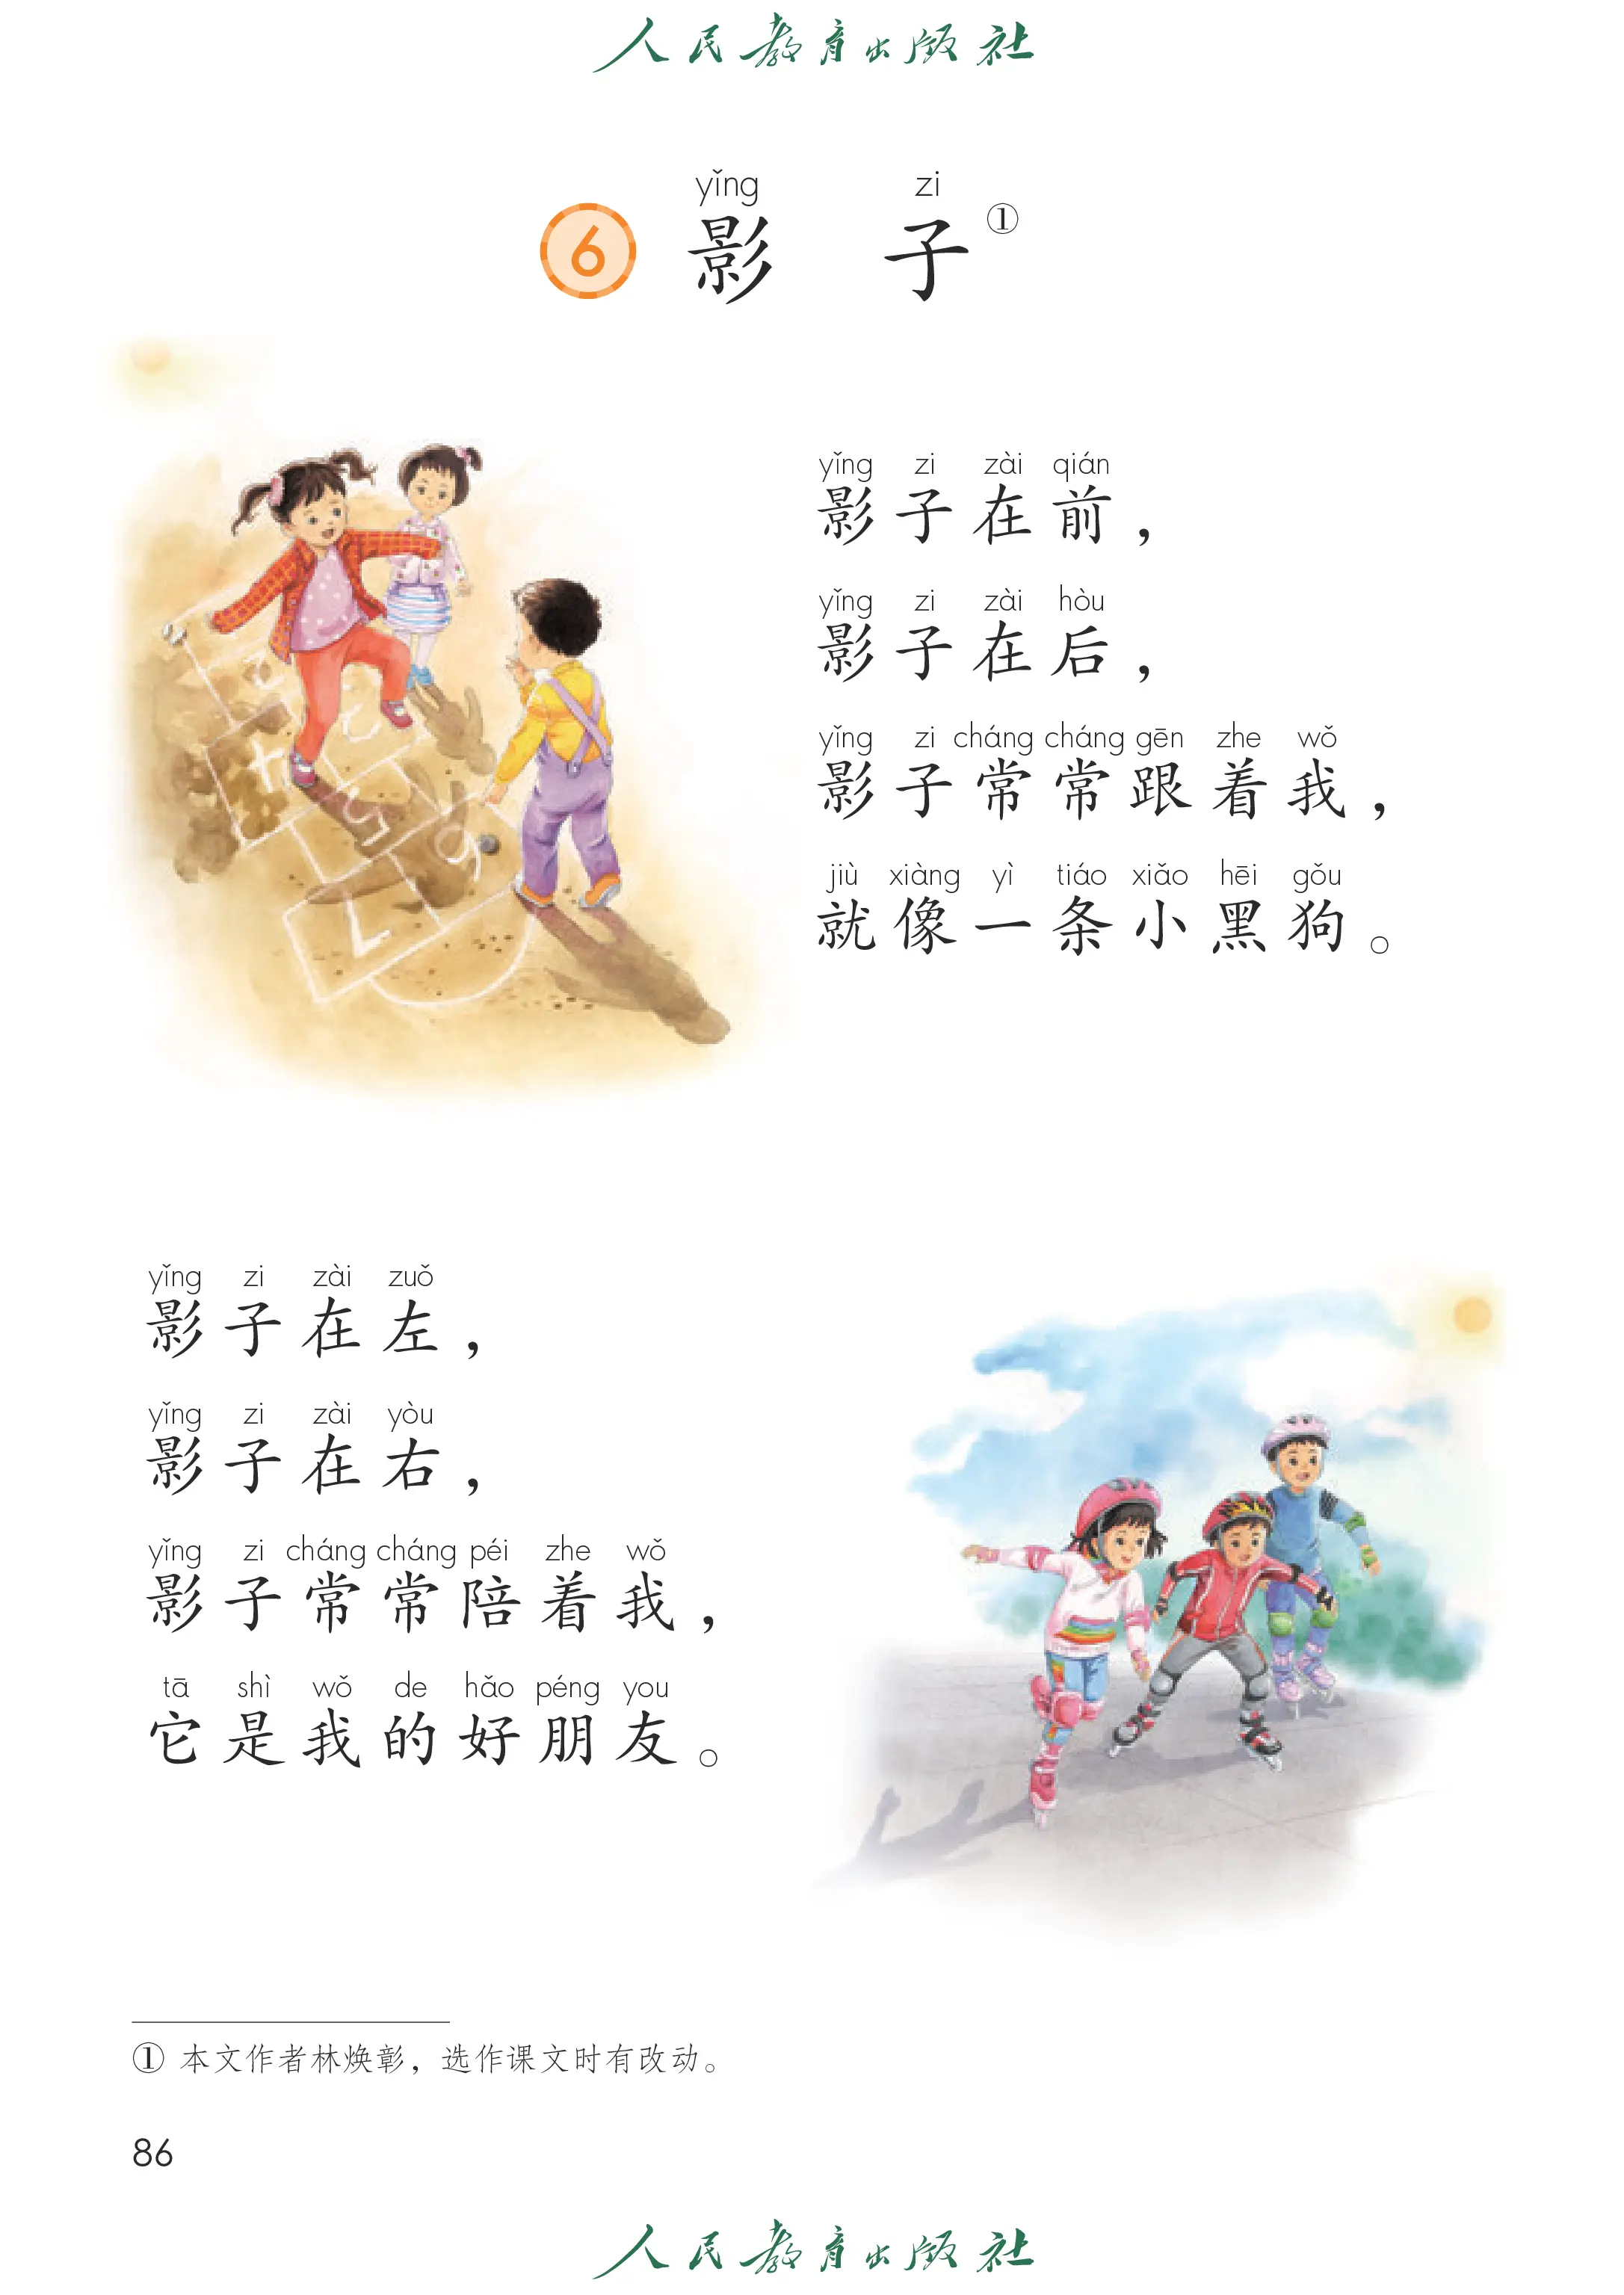 人民教育出版社
yǐng zi
6 影子①
yǐng zi zài qián
影子在前，
yǐng zi zài hòu
影子在后，
yǐng zi cháng cháng gēn zhe wǒ
影子常常跟着我，
jiù xiàng yì tiáo xiǎo hēi gǒu
就像一条小黑狗。
yǐng zi zài zuǒ
影子在左，
yǐng zi zài yòu
影子在右，
yǐng zi cháng cháng péi zhe wǒ
影子常常陪着我，
tā shì wǒ de hǎo péng you
它是我的好朋友。
① 本文作者林焕彰，选作课文时有改动。
86
人民教育出版社